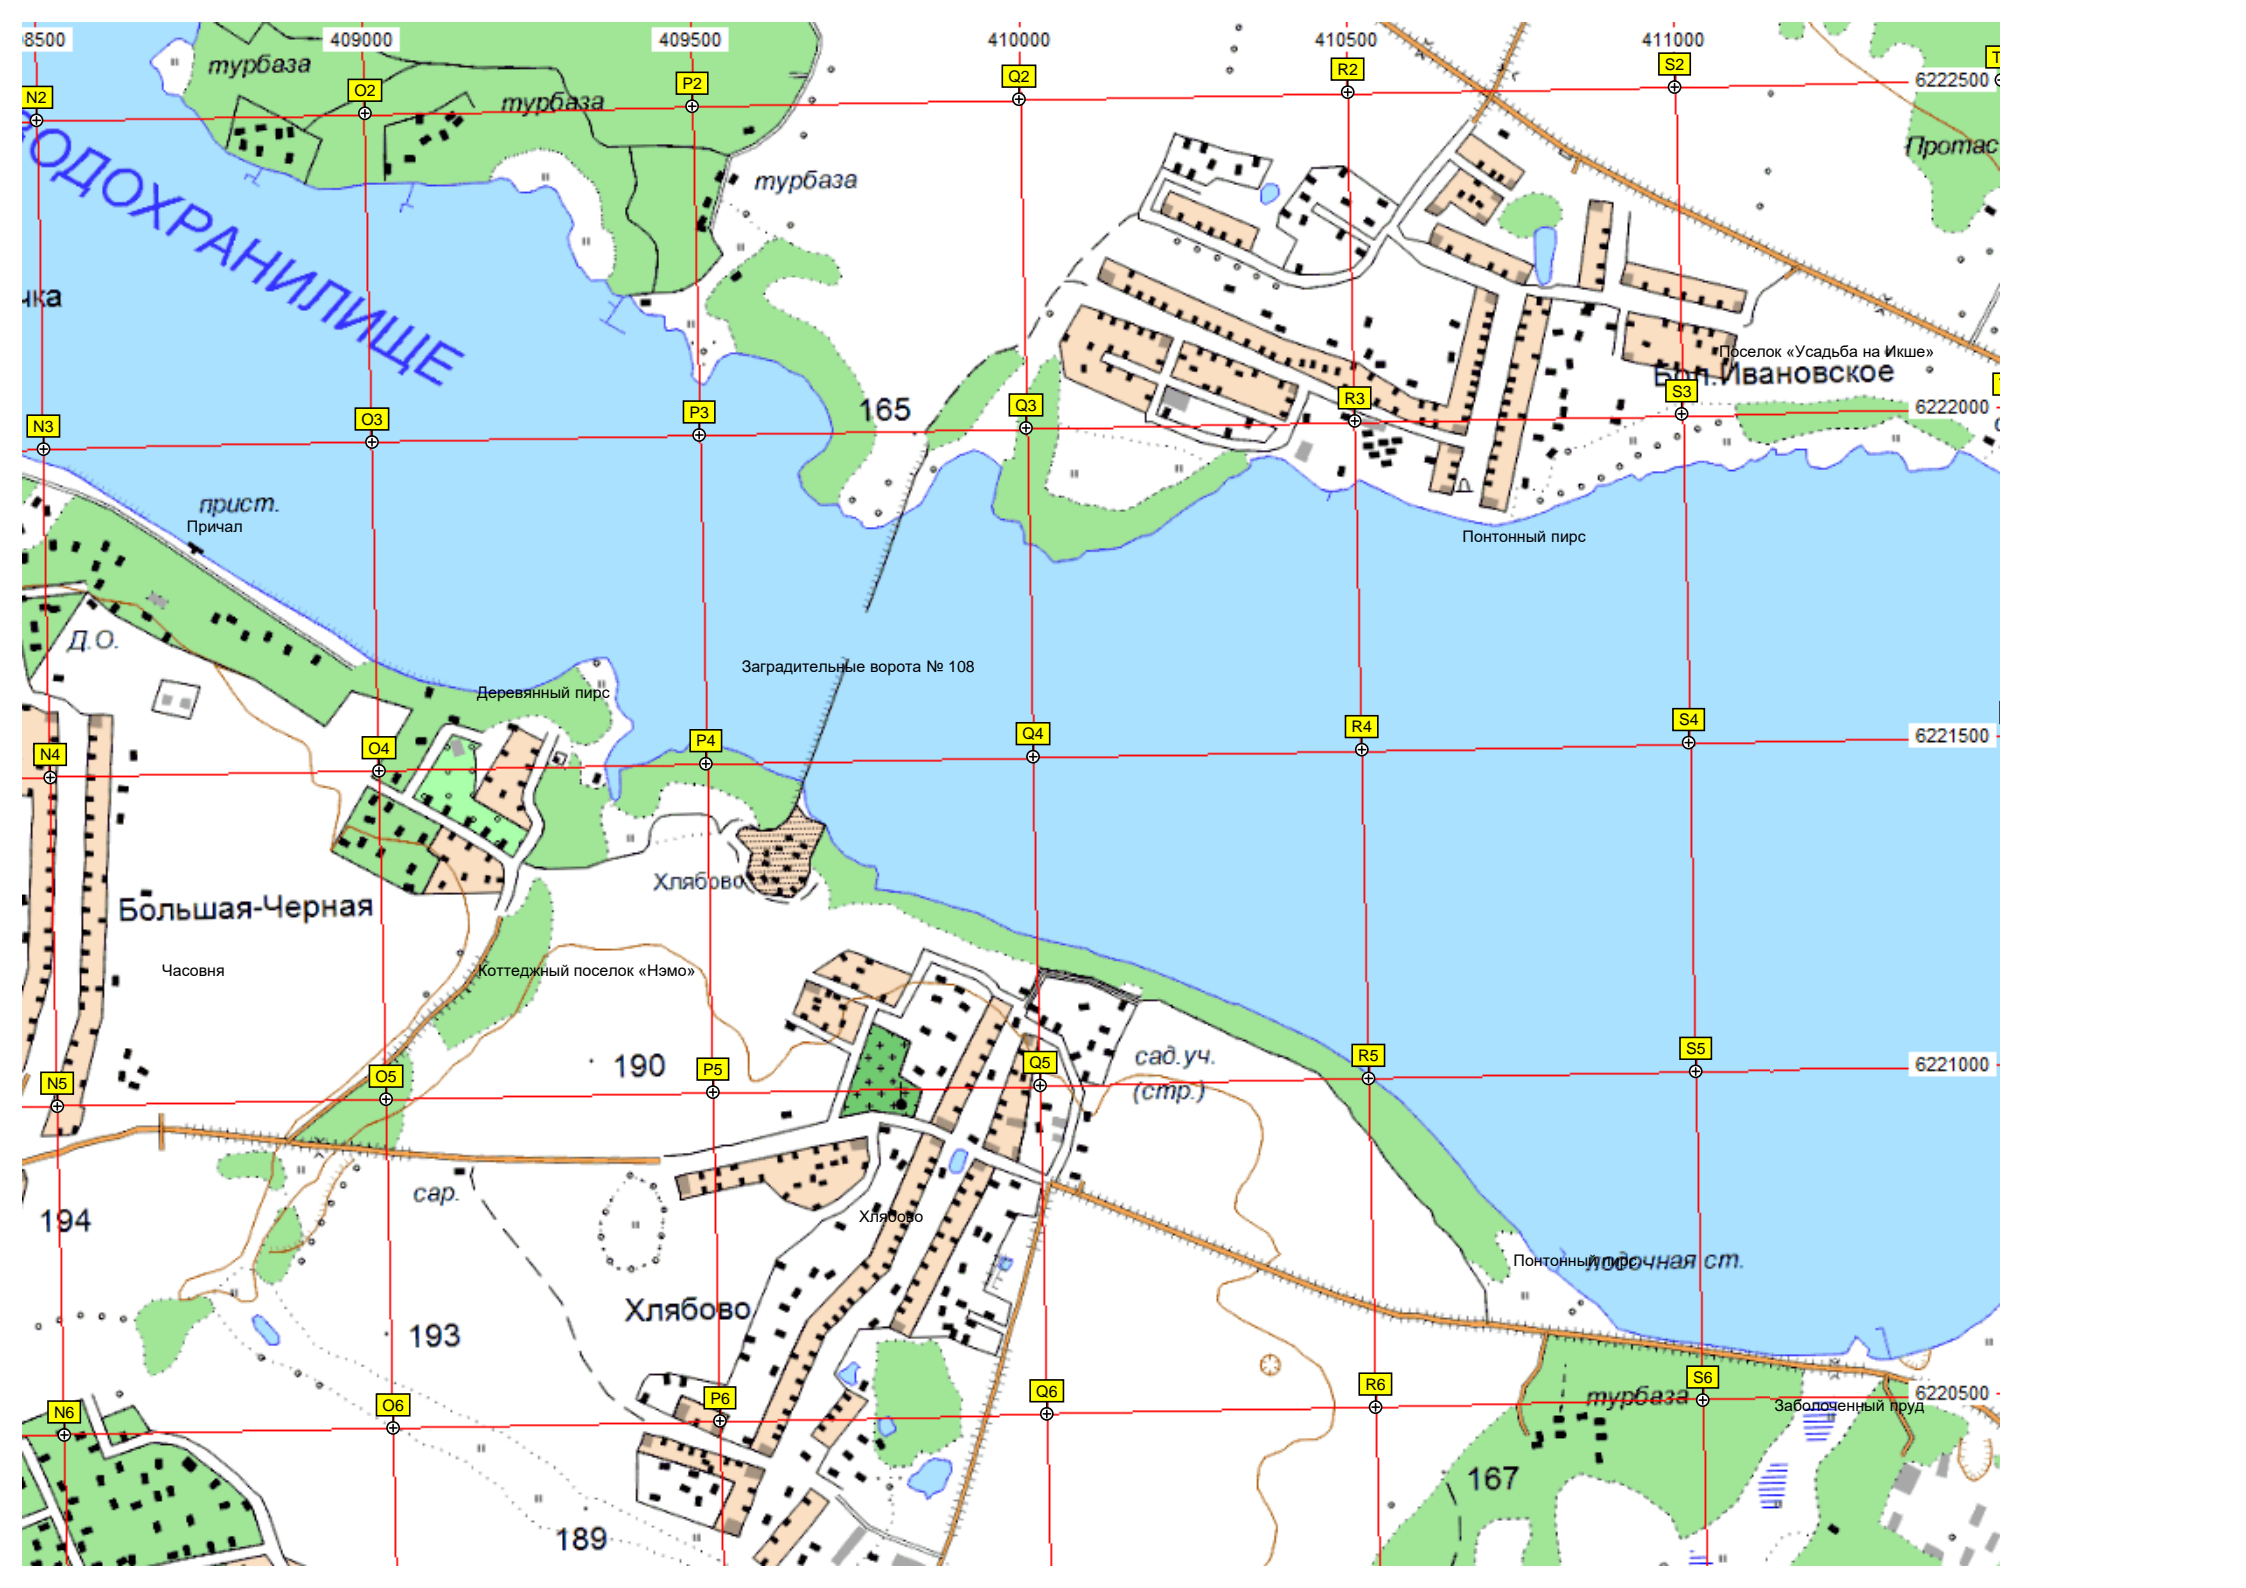 8500 409000 409500 410000 410500 411000
турбаза
N2 O2 P2 Q2 R2 S2 T
6222500
турбаза
Протас
турбаза
ВОДОХРАНИЛИЩЕ
чка
Поселок «Усадьба на Икше»
Бол.Ивановское
165
N3 O3 P3 Q3 R3 S3
6222000
прист.
Причал
Понтонный пирс
Д.О.
Заградительные ворота № 108
Деревянный пирс
N4 O4 P4 Q4 R4 S4
6221500
Хлябово
Большая-Черная
Часовня
Коттеджный поселок «Нэмо»
190
сад.уч.
(стр.)
N5 O5 P5 Q5 R5 S5
6221000
сар.
194
Хлябово
Понтонный пирс
лодочная ст.
Хлябово
193
турбаза
N6 O6 P6 Q6 R6 S6
6220500
Заболоченный пруд
167
189